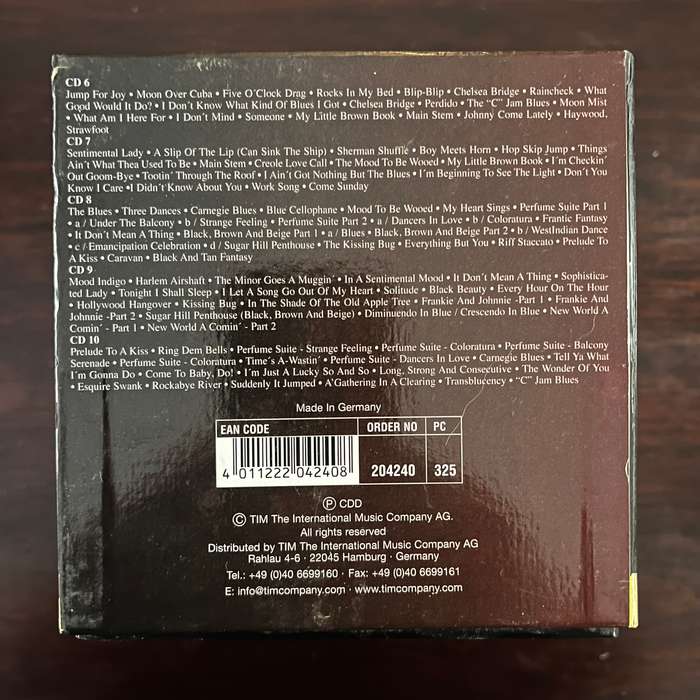 CD 6
Jump For Joy • Moon Over Cuba • Five O´Clock Drag • Rocks In My Bed • Blip-Blip • Chelsea Bridge • Raincheck • What
Good Would It Do? • I Don´t Know What Kind Of Blues I Got • Chelsea Bridge • Perdido • The "C" Jam Blues • Moon Mist
• What Am I Here For • I Don´t Mind • Someone • My Little Brown Book • Main Stem • Johnny Come Lately • Haywood,
Strawfoot
CD 7
Sentimental Lady • A Slip Of The Lip (Can Sink The Ship) • Sherman Shuffle • Boy Meets Horn • Hop Skip Jump • Things
Ain´t What Thea Used To Be • Main Stem • Creole Love Call • The Mood To Be Wooed • My Little Brown Book • I´m Checkin´
Out Goom-Bye • Tootin´ Through The Roof • I Ain´t Got Nothing But The Blues • I´m Beginning To See The Light • Don´t You
Know I Care •I Didn´t Know About You • Work Song • Come Sunday
CD 8
The Blues • Three Dances • Carnegie Blues • Blue Cellophane • Mood To Be Wooed • My Heart Sings • Perfume Suite Part 1
• a / Under The Balcony • b / Strange Feeling • Perfume Suite Part 2 • a / Dancers In Love • b / Coloratura • Frantic Fantasy
• It Don´t Mean A Thing • Black, Brown And Beige Part 1 • a / Blues • Black, Brown And Beige Part 2 • b / WestIndian Dance
• c / Emancipation Celebration • d / Sugar Hill Penthouse • The Kissing Bug • Everything But You • Riff Staccato • Prelude To
A Kiss • Caravan • Black And Tan Fantasy
CD 9
Mood Indigo • Harlem Airshaft • The Minor Goes A Muggin´ • In A Sentimental Mood • It Don´t Mean A Thing • Sophistica-
ted Lady • Tonight I Shall Sleep • I Let A Song Go Out Of My Heart • Solitude • Black Beauty • Every Hour On The Hour
• Hollywood Hangover • Kissing Bug • In The Shade Of The Old Apple Tree • Frankie And Johnnie -Part 1 • Frankie And
Johnnie -Part 2 • Sugar Hill Penthouse (Black, Brown And Beige) • Diminuendo In Blue / Crescendo In Blue • New World A
Comin´ - Part 1 • New World A Comin´ - Part 2
CD 10
Prelude To A Kiss • Ring Dem Bells • Perfume Suite - Strange Feeling • Perfume Suite - Coloratura • Perfume Suite - Balcony
Serenade • Perfume Suite - Coloratura • Time´s A-Wastin´ • Perfume Suite - Dancers In Love • Carnegie Blues • Tell Ya What
I´m Gonna Do • Come To Baby, Do! • I´m Just A Lucky So And So • Long, Strong And Consecutive • The Wonder Of You
• Esquire Swank • Rockabye River • Suddenly It Jumped • A´Gathering In A Clearing • Transblucency • "C" Jam Blues
Made In Germany
EAN CODE ORDER NO PC
4 011222 042408 204240 325
Ⓟ CDD
© TIM The International Music Company AG.
All rights reserved
Distributed by TIM The International Music Company AG
Rahlau 4-6 · 22045 Hamburg · Germany
Tel.: +49 (0)40 6699160 · Fax: +49 (0)40 66991661
E: info@timcompany.com · www.timcompany.com